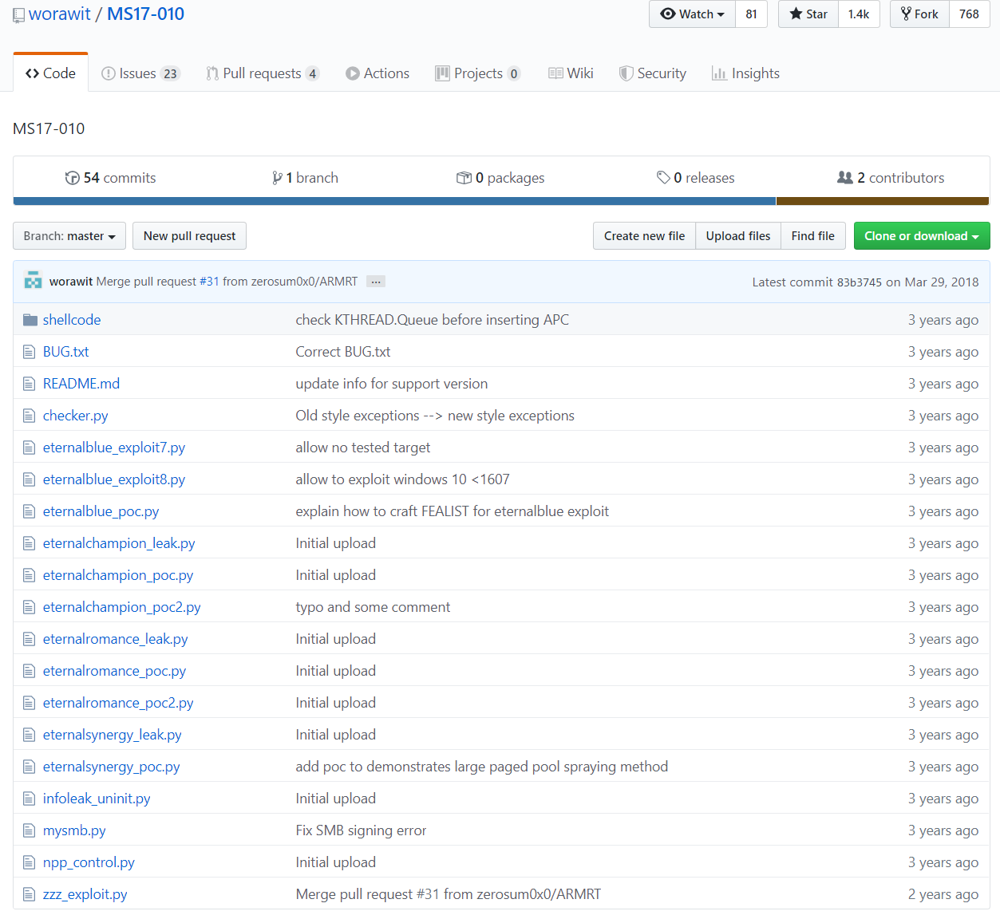 worawit / MS17-010
Watch 81 Star 1.4k Fork 768
Code Issues 23 Pull requests 4 Actions Projects 0 Wiki Security Insights
MS17-010
54 commits 1 branch 0 packages 0 releases 2 contributors
Branch: master New pull request Create new file Upload files Find file Clone or download
worawit Merge pull request #31 from zerosum0x0/ARMRT ... Latest commit 83b3745 on Mar 29, 2018
shellcode check KTHREAD.Queue before inserting APC 3 years ago
BUG.txt Correct BUG.txt 3 years ago
README.md update info for support version 3 years ago
checker.py Old style exceptions --> new style exceptions 3 years ago
eternalblue_exploit7.py allow no tested target 3 years ago
eternalblue_exploit8.py allow to exploit windows 10 <1607 3 years ago
eternalblue_poc.py explain how to craft FEALIST for eternalblue exploit 3 years ago
eternalchampion_leak.py Initial upload 3 years ago
eternalchampion_poc.py Initial upload 3 years ago
eternalchampion_poc2.py typo and some comment 3 years ago
eternalromance_leak.py Initial upload 3 years ago
eternalromance_poc.py Initial upload 3 years ago
eternalromance_poc2.py Initial upload 3 years ago
eternalsynergy_leak.py Initial upload 3 years ago
eternalsynergy_poc.py add poc to demonstrates large paged pool spraying method 3 years ago
infoleak_uninit.py Initial upload 3 years ago
mysmb.py Fix SMB signing error 3 years ago
npp_control.py Initial upload 3 years ago
zzz_exploit.py Merge pull request #31 from zerosum0x0/ARMRT 2 years ago